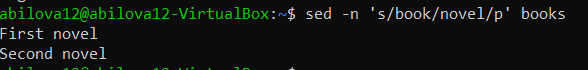 abilova12@abilova12-VirtualBox:~$ sed -n 's/book/novel/p' books
First novel
Second novel